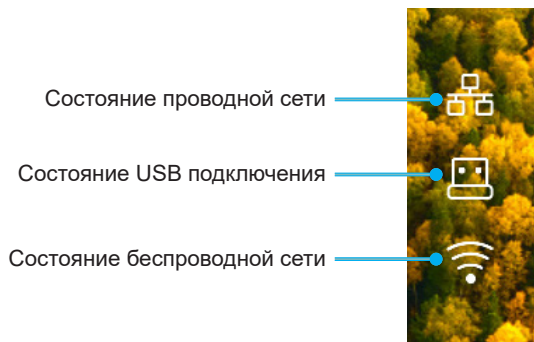 Состояние проводной сети
Состояние USB подключения
Состояние беспроводной сети